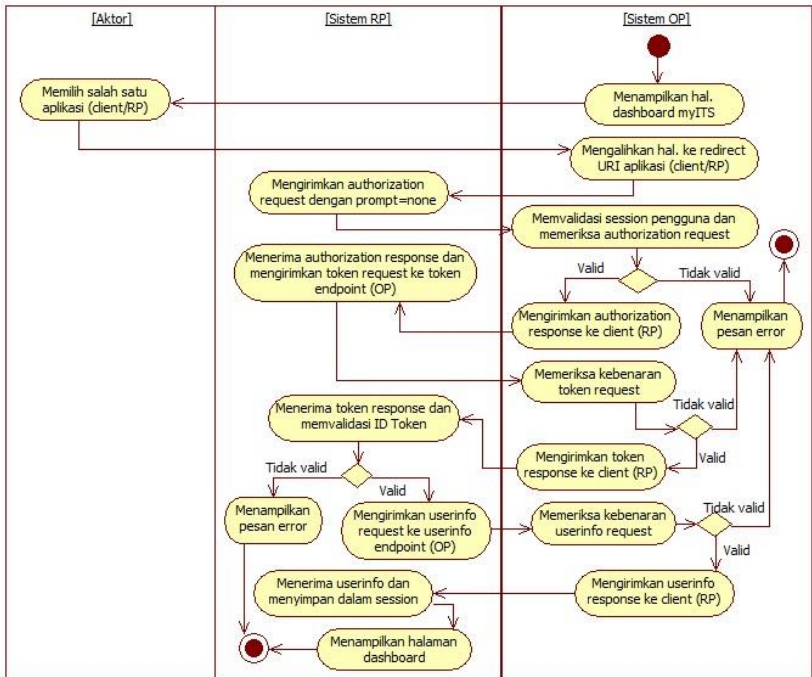 [Aktor]
[Sistem RP]
[Sistem OP]
Menampilkan hal.
dashboard myITS
Memilih salah satu
aplikasi (client/RP)
Mengalihkan hal. ke redirect
URI aplikasi (client/RP)
Mengirimkan authorization
request dengan prompt=none
Memvalidasi session pengguna dan
memeriksa authorization request
Valid
Tidak valid
Menerima authorization response dan
mengirimkan token request ke token
endpoint (OP)
Mengirimkan authorization
response ke client (RP)
Menampilkan
pesan error
Memeriksa kebenaran
token request
Tidak valid
Valid
Menerima token response dan
memvalidasi ID Token
Mengirimkan token
response ke client (RP)
Tidak valid
Valid
Menampilkan
pesan error
Mengirimkan userinfo
request ke userinfo
endpoint (OP)
Memeriksa kebenaran
userinfo request
Tidak valid
Valid
Menerima userinfo dan
menyimpan dalam session
Mengirimkan userinfo
response ke client (RP)
Menampilkan halaman
dashboard